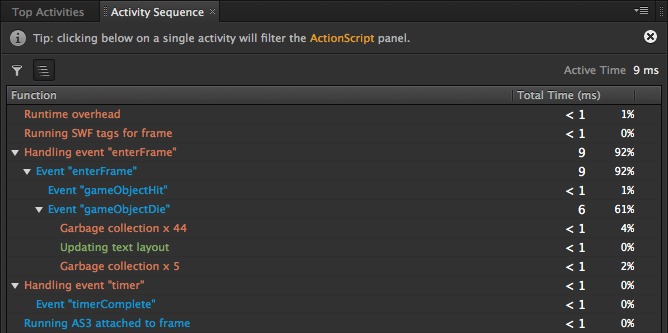 Top Activities Activity Sequence ×
Tip: clicking below on a single activity will filter the ActionScript panel.
Active Time 9 ms
Function Total Time (ms)
Runtime overhead < 1 1%
Running SWF tags for frame < 1 0%
Handling event "enterFrame" 9 92%
Event "enterFrame" 9 92%
Event "gameObjectHit" < 1 1%
Event "gameObjectDie" 6 61%
Garbage collection x 44 < 1 4%
Updating text layout < 1 0%
Garbage collection x 5 < 1 2%
Handling event "timer" < 1 0%
Event "timerComplete" < 1 0%
Running AS3 attached to frame < 1 0%